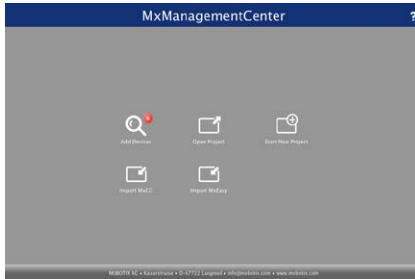 MxManagementCenter ?
Add Devices Open Project Start New Project
Import MxCC Import MxEasy
MOBOTIX AG • Kaiserstrasse • D-67722 Langmeil • info@mobotix.com • www.mobotix.com